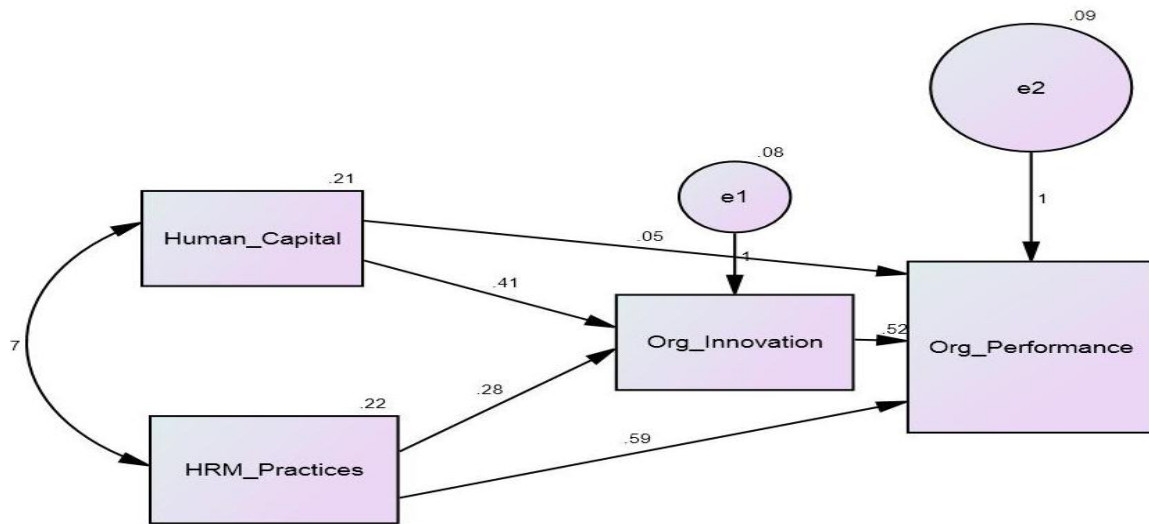 .09
e2
.08
e1
1
.21
Human_Capital
.05
1
.41
Org_Innovation
.52
Org_Performance
7
.28
.22
HRM_Practices
.59